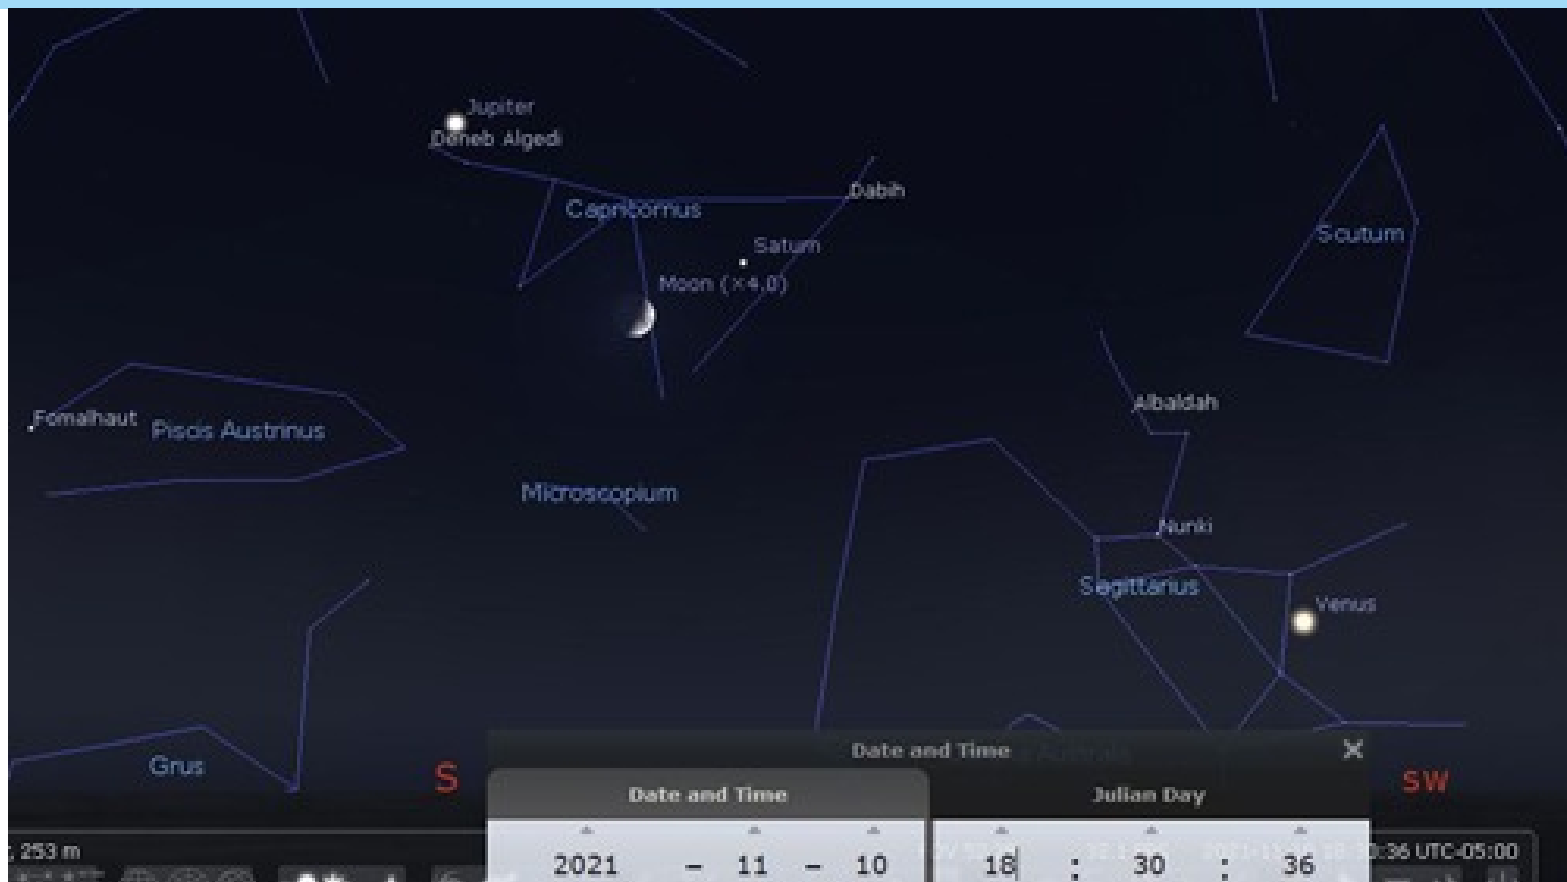 Jupiter
Deneb Algedi
Dabih
Capricornus
Scutum
Saturn
Moon (×4.0)
Albaldah
Fomalhaut
Piscis Austrinus
Microscopium
Nunki
Sagittarius
Venus
Date and Time
Grus
S
SW
Date and Time
Julian Day
, 253 m
2021 - 11 - 10
18 : 30 : 36
:36 UTC-05:00